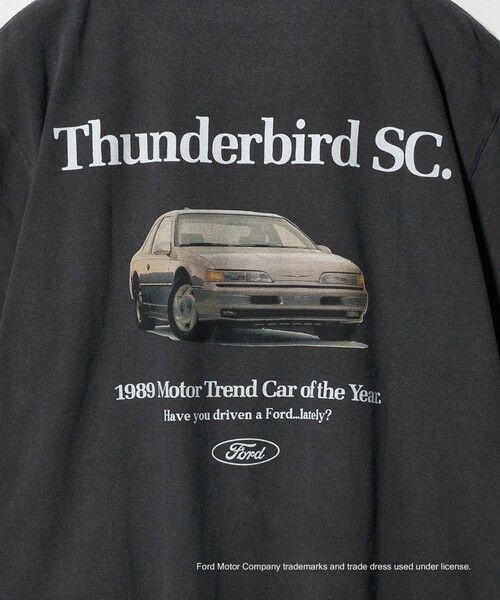 Thunderbird SC.
1989 Motor Trend Car of the Year.
Have you driven a Ford...lately?
Ford
Ford Motor Company trademarks and trade dress used under license.